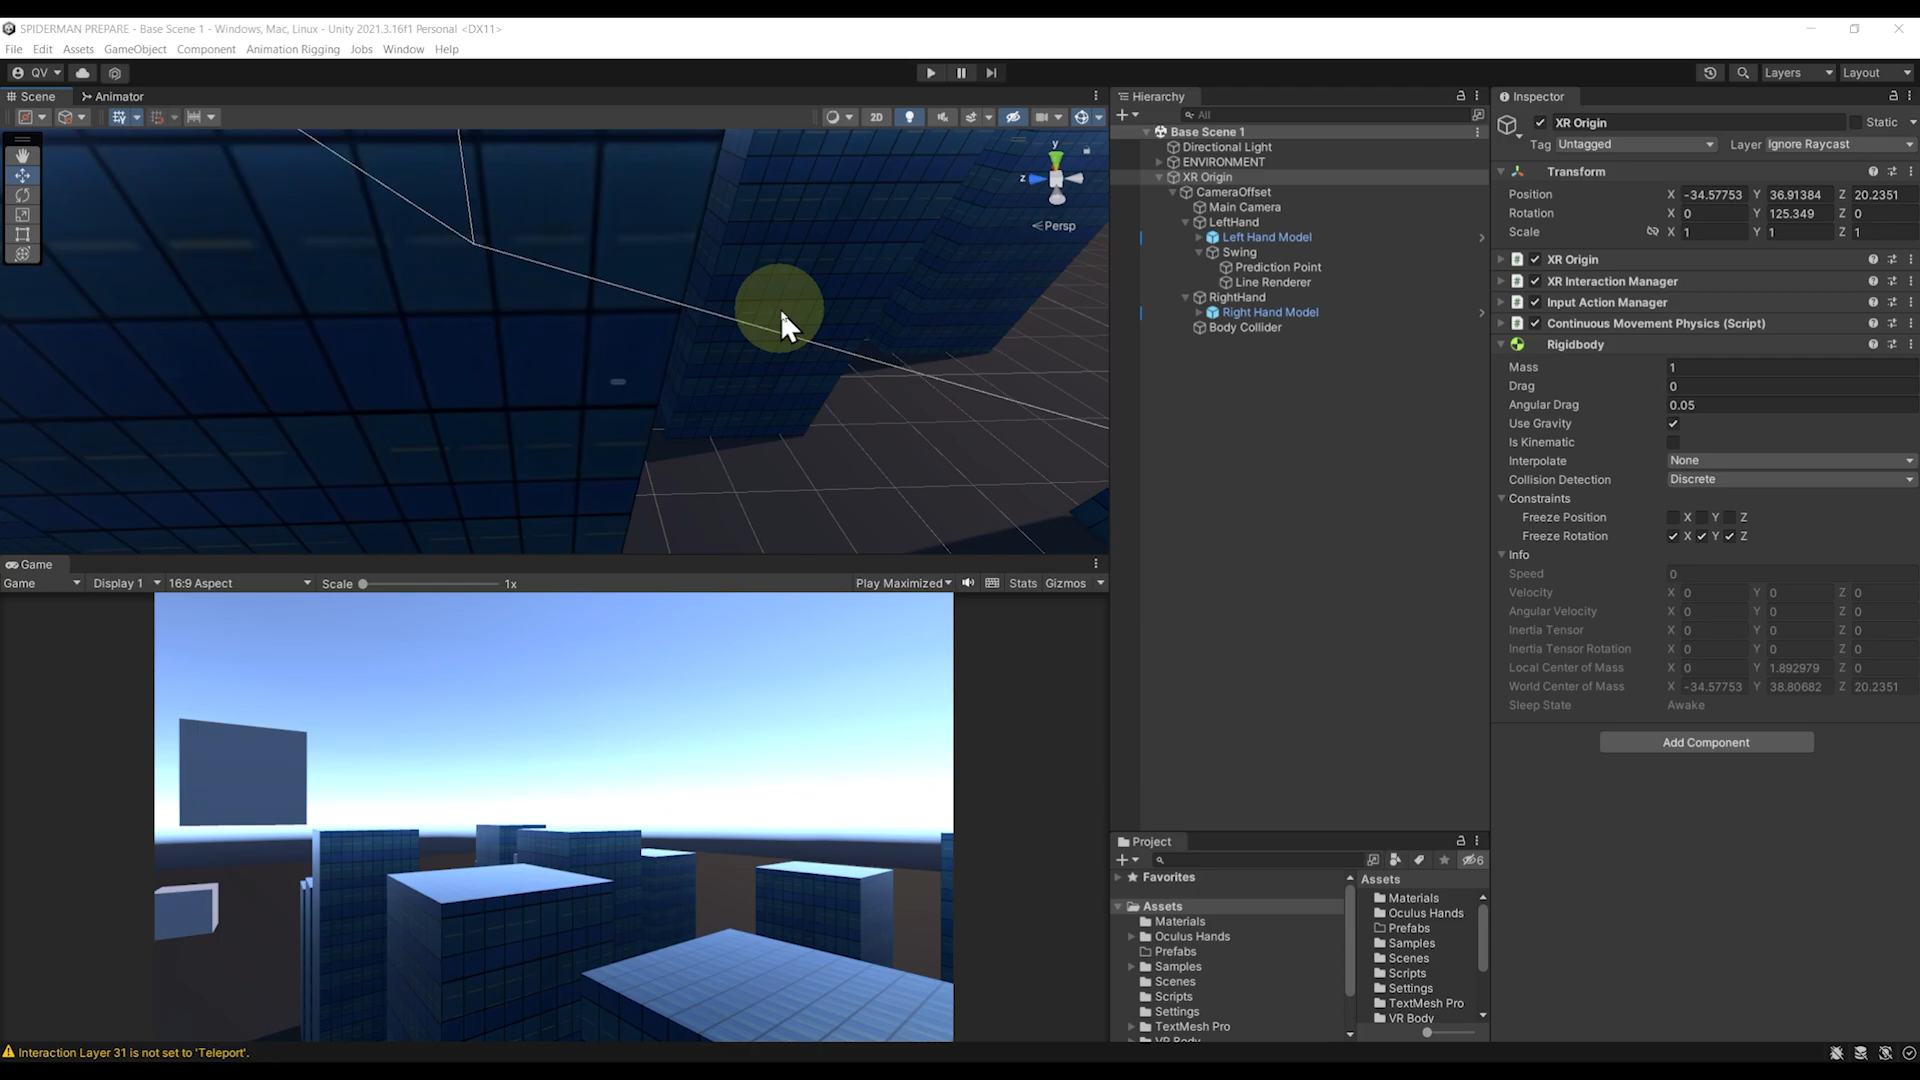 SPIDERMAN PREPARE - Base Scene 1 - Windows, Mac, Linux - Unity 2021.3.16f1 Personal <DX11>
File Edit Assets GameObject Component Animation Rigging Jobs Window Help
QV Layers Layout
Scene Animator
2D
y
z
Persp
Hierarchy
All
Base Scene 1
Directional Light
ENVIRONMENT
XR Origin
CameraOffset
Main Camera
LeftHand
Left Hand Model
Swing
Prediction Point
Line Renderer
RightHand
Right Hand Model
Body Collider
Inspector
XR Origin Static
Tag Untagged Layer Ignore Raycast
Transform
Position X -34.57753 Y 36.91384 Z 20.2351
Rotation X 0 Y 125.349 Z 0
Scale X 1 Y 1 Z 1
XR Origin
XR Interaction Manager
Input Action Manager
Continuous Movement Physics (Script)
Rigidbody
Mass 1
Drag 0
Angular Drag 0.05
Use Gravity
Is Kinematic
Interpolate None
Collision Detection Discrete
Constraints
Freeze Position X Y Z
Freeze Rotation X Y Z
Info
Speed 0
Velocity X 0 Y 0 Z 0
Angular Velocity X 0 Y 0 Z 0
Inertia Tensor X 0 Y 0 Z 0
Inertia Tensor Rotation X 0 Y 0 Z 0
Local Center of Mass X 0 Y 1.892979 Z 0
World Center of Mass X -34.57753 Y 38.80682 Z 20.2351
Sleep State Awake
Add Component
Game
Game Display 1 16:9 Aspect Scale 1x Play Maximized Stats Gizmos
Project
6
Favorites
Assets
Materials
Oculus Hands
Prefabs
Samples
Scenes
Scripts
Settings
TextMesh Pro
VR Body
Assets
Materials
Oculus Hands
Prefabs
Samples
Scenes
Scripts
Settings
TextMesh Pro
VR Body
Interaction Layer 31 is not set to 'Teleport'.